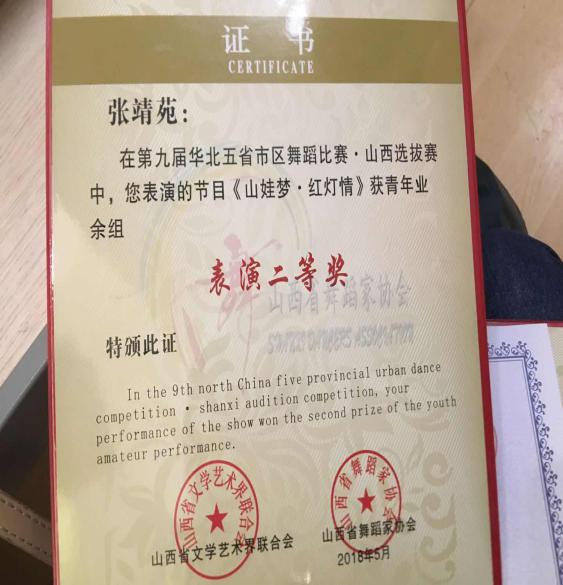 证 书
CERTIFICATE
张靖苑：
在第九届华北五省市区舞蹈比赛·山西选拔赛
中，您表演的节目《山娃梦·红灯情》获青年业
余组
表演二等奖
山西省舞蹈家协会
SHANXI DANCERS ASSOCIATION
特颁此证
In the 9th north China five provincial urban dance
competition · shanxi audition competition, your
performance of the show won the second prize of the youth
amateur performance.
山西省文学艺术界联合会
山西省舞蹈家协会
山西省文学艺术界联合会
山西省舞蹈家协会
2018年5月